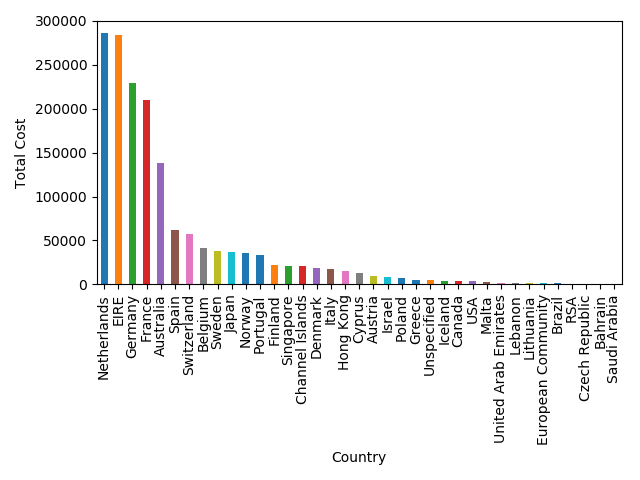 300000
250000
200000
150000
100000
50000
0
Total Cost
Netherlands
EIRE
Germany
France
Australia
Spain
Switzerland
Belgium
Sweden
Japan
Norway
Portugal
Finland
Singapore
Channel Islands
Denmark
Italy
Hong Kong
Cyprus
Austria
Israel
Poland
Greece
Unspecified
Iceland
Canada
USA
Malta
United Arab Emirates
Lebanon
Lithuania
European Community
Brazil
RSA
Czech Republic
Bahrain
Saudi Arabia
Country